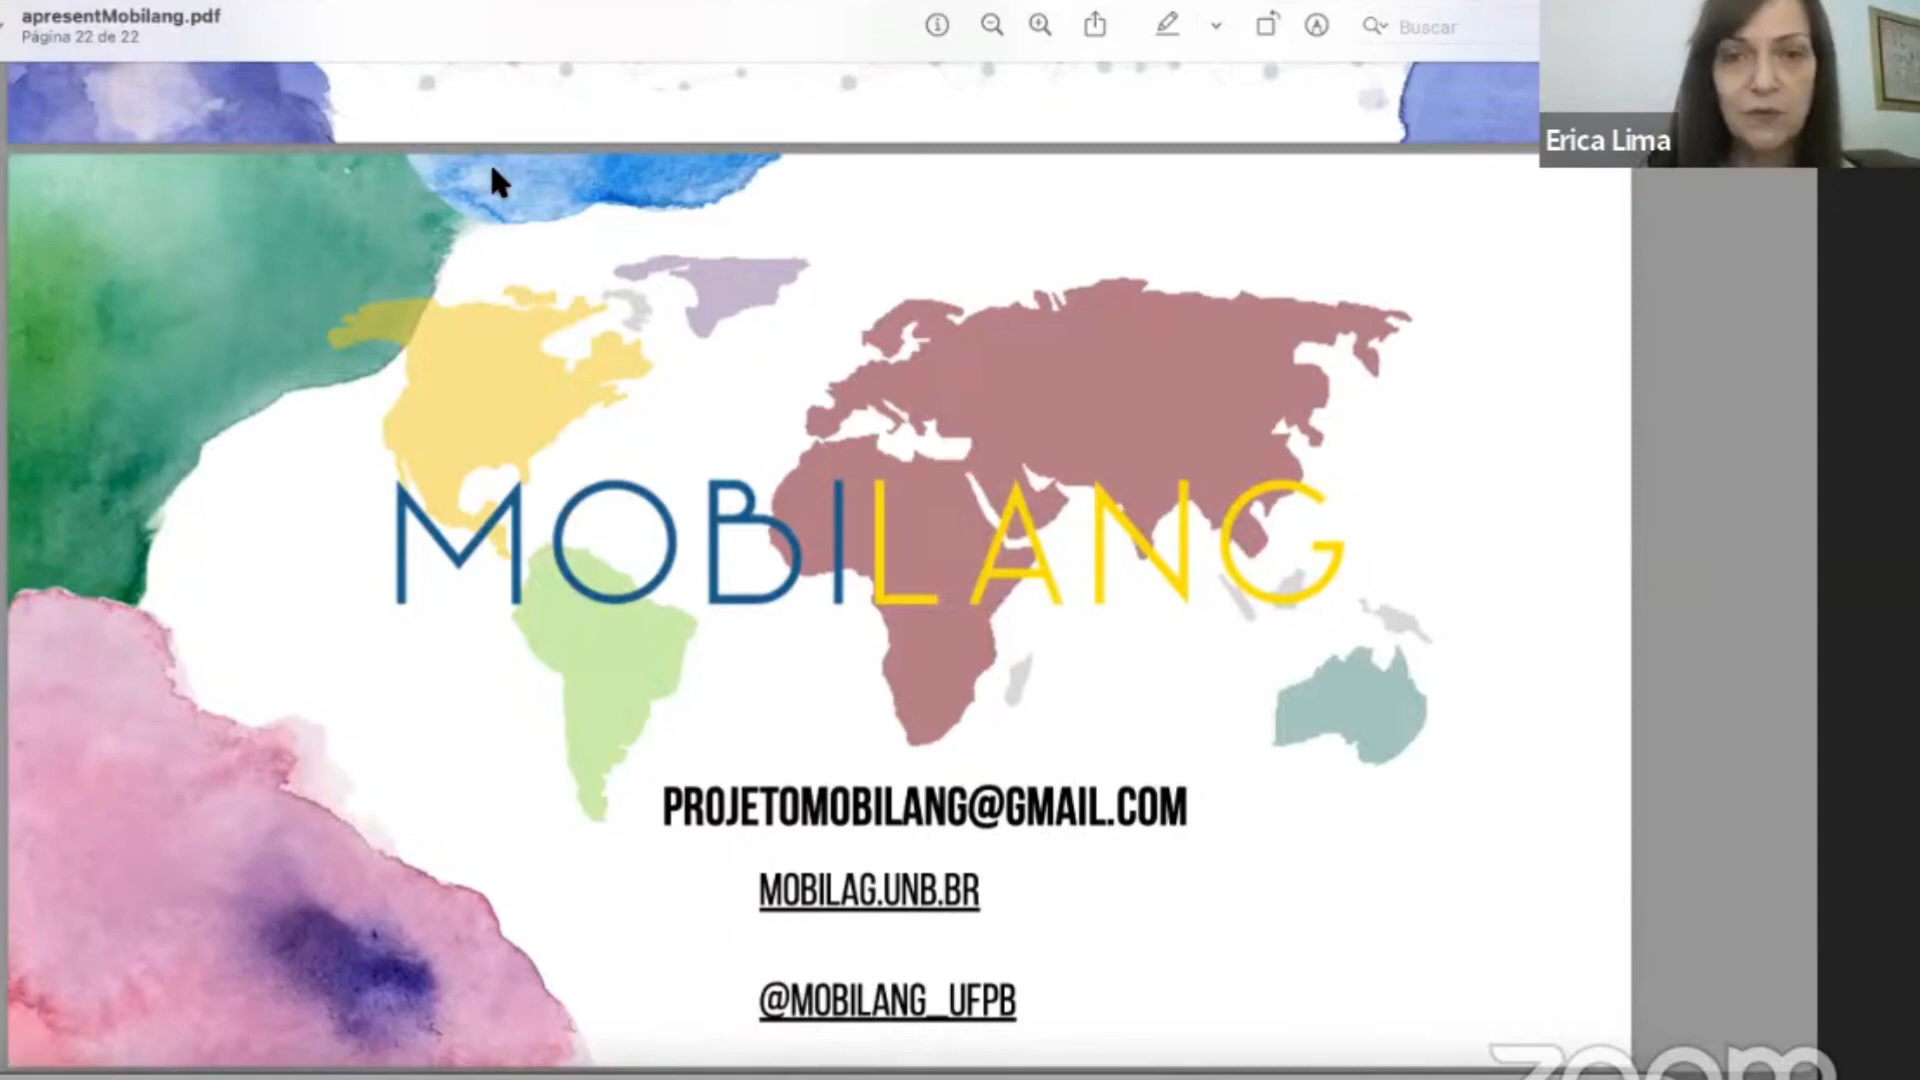 apresentMobilang.pdf
Página 22 de 22
Buscar
Erica Lima
MOBILANG
PROJETOMOBILANG@GMAIL.COM
MOBILAG.UNB.BR
@MOBILANG_UFPB
zoom